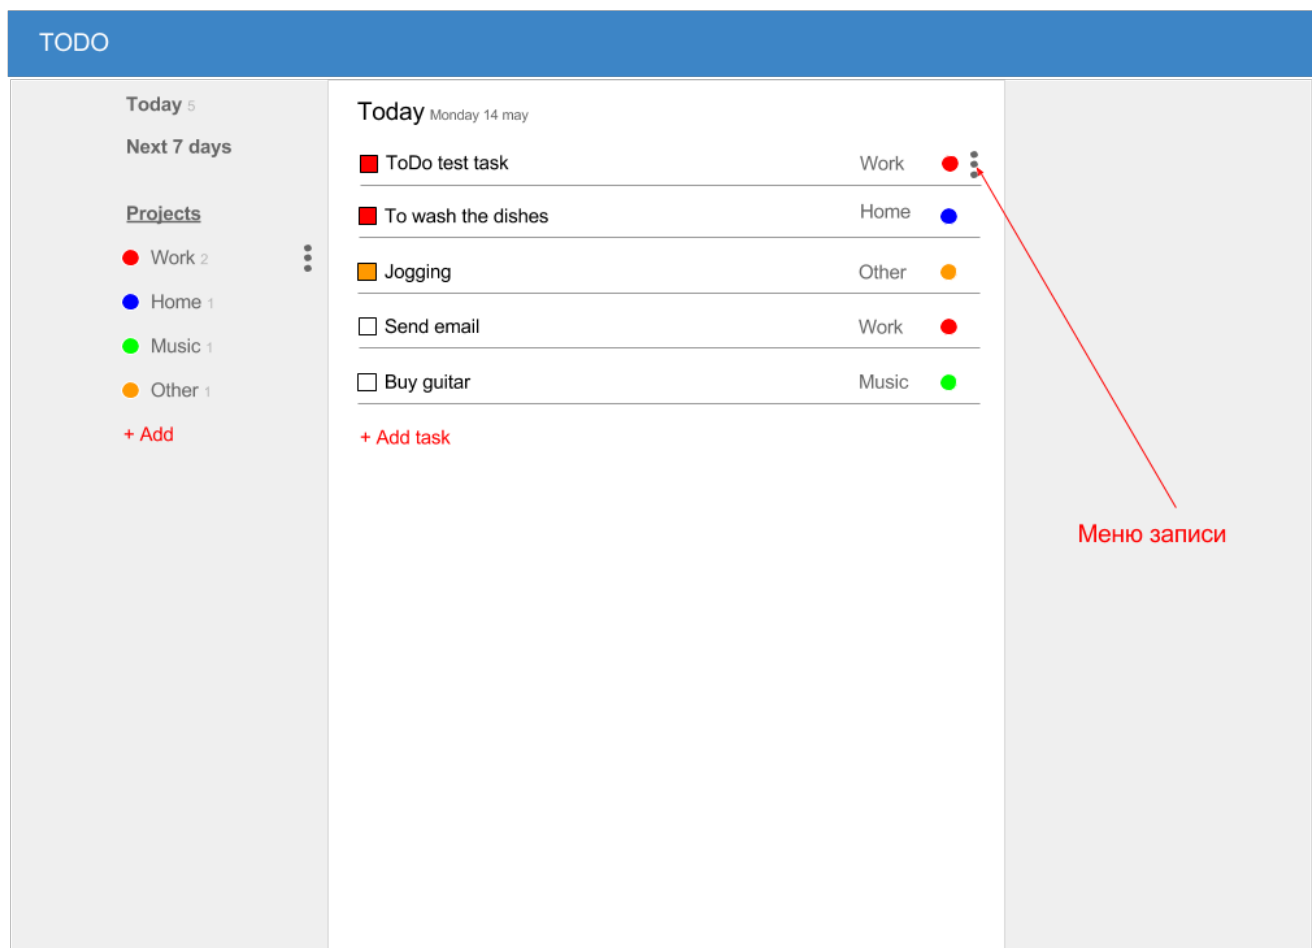 TODO
Today 5
Next 7 days
Projects
Work 2
Home 1
Music 1
Other 1
+ Add
Today Monday 14 may
ToDo test task Work
To wash the dishes Home
Jogging Other
Send email Work
Buy guitar Music
+ Add task
Меню записи